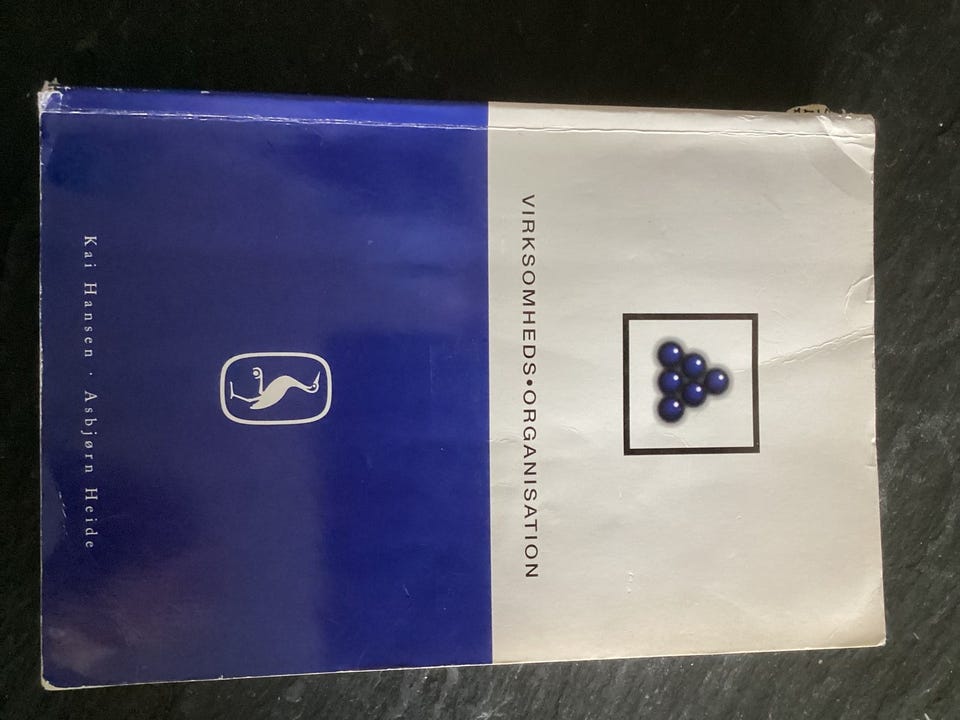 VIRKSOMHEDS•ORGANISATION
Kai Hansen · Asbjørn Heide